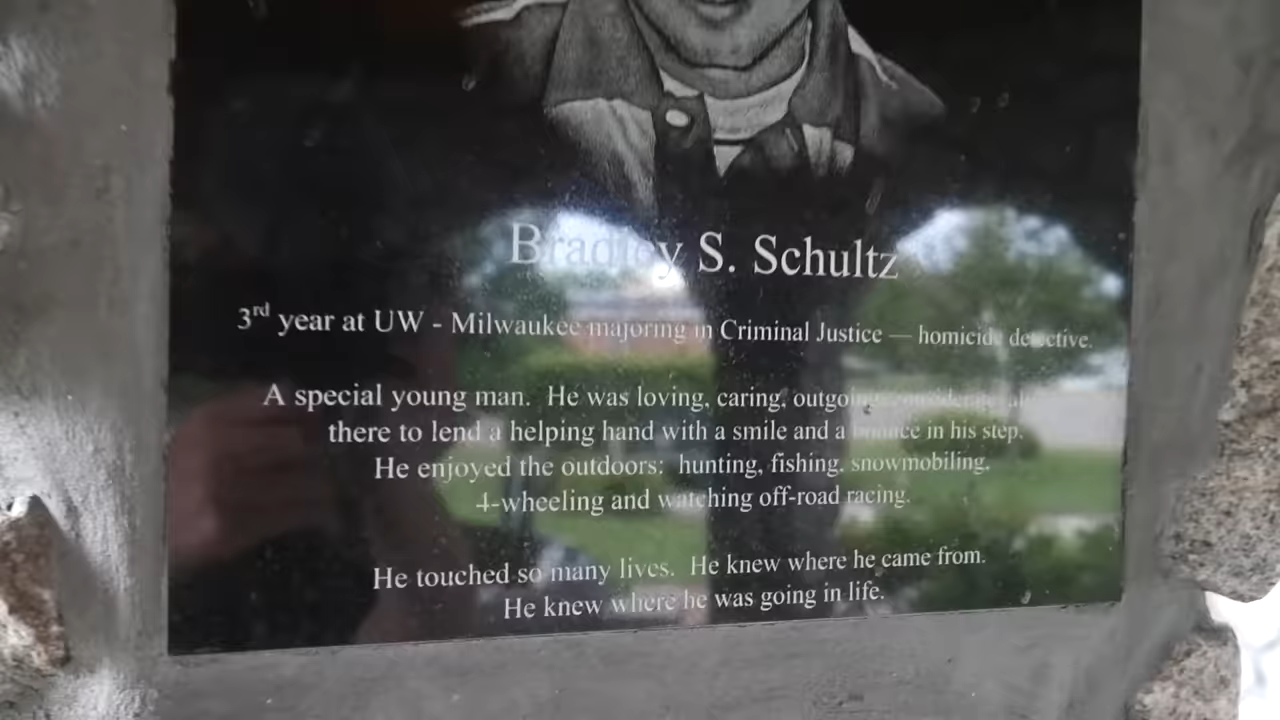 Bradley S. Schultz
3rd year at UW - Milwaukee majoring in Criminal Justice — homicide detective.
A special young man. He was loving, caring, outgoing, considerate,
there to lend a helping hand with a smile and a bounce in his step.
He enjoyed the outdoors: hunting, fishing, snowmobiling,
4-wheeling and watching off-road racing.
He touched so many lives. He knew where he came from.
He knew where he was going in life.